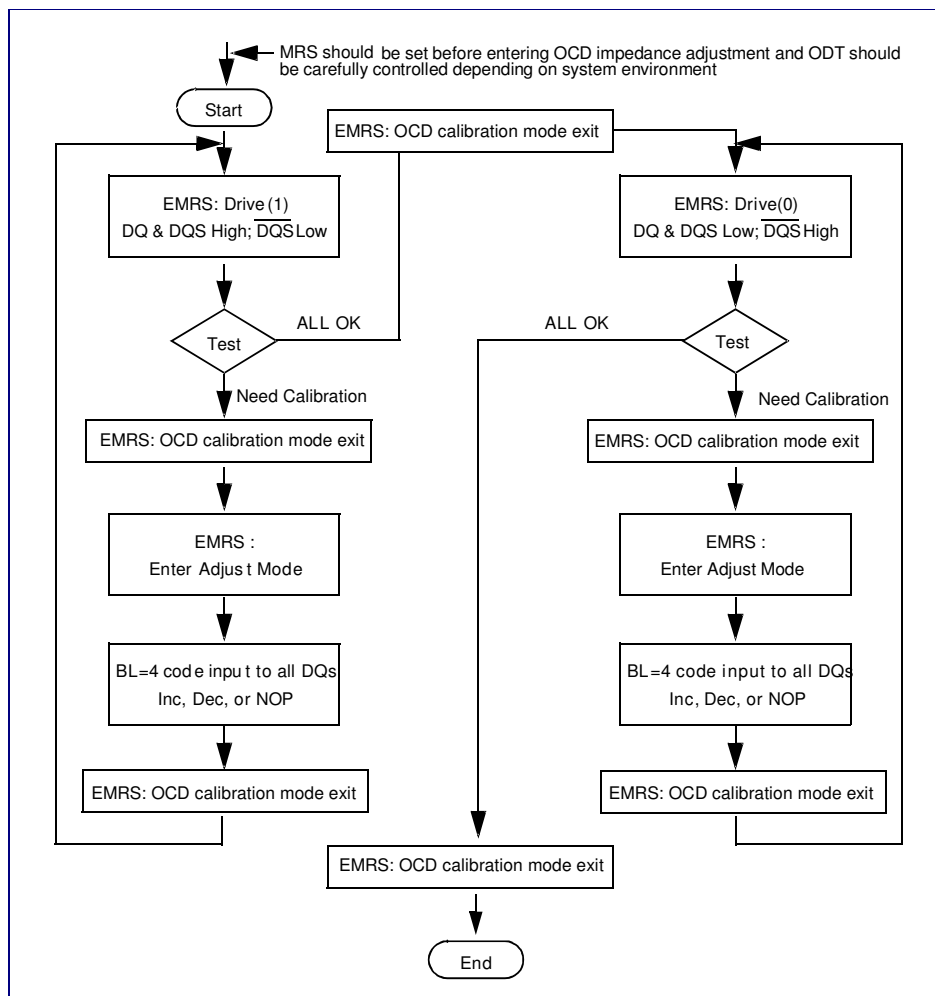 MRS should be set before entering OCD impedance adjustment and ODT should
be carefully controlled depending on system environment
Start
EMRS: OCD calibration mode exit
EMRS: Drive(1)
DQ & DQS High; D̅Q̅S̅ Low
Test
ALL OK
Need Calibration
EMRS: OCD calibration mode exit
EMRS :
Enter Adjust Mode
BL=4 code input to all DQs
Inc, Dec, or NOP
EMRS: OCD calibration mode exit
EMRS: Drive(0)
DQ & DQS Low; D̅Q̅S̅ High
Test
ALL OK
Need Calibration
EMRS: OCD calibration mode exit
EMRS :
Enter Adjust Mode
BL=4 code input to all DQs
Inc, Dec, or NOP
EMRS: OCD calibration mode exit
EMRS: OCD calibration mode exit
End